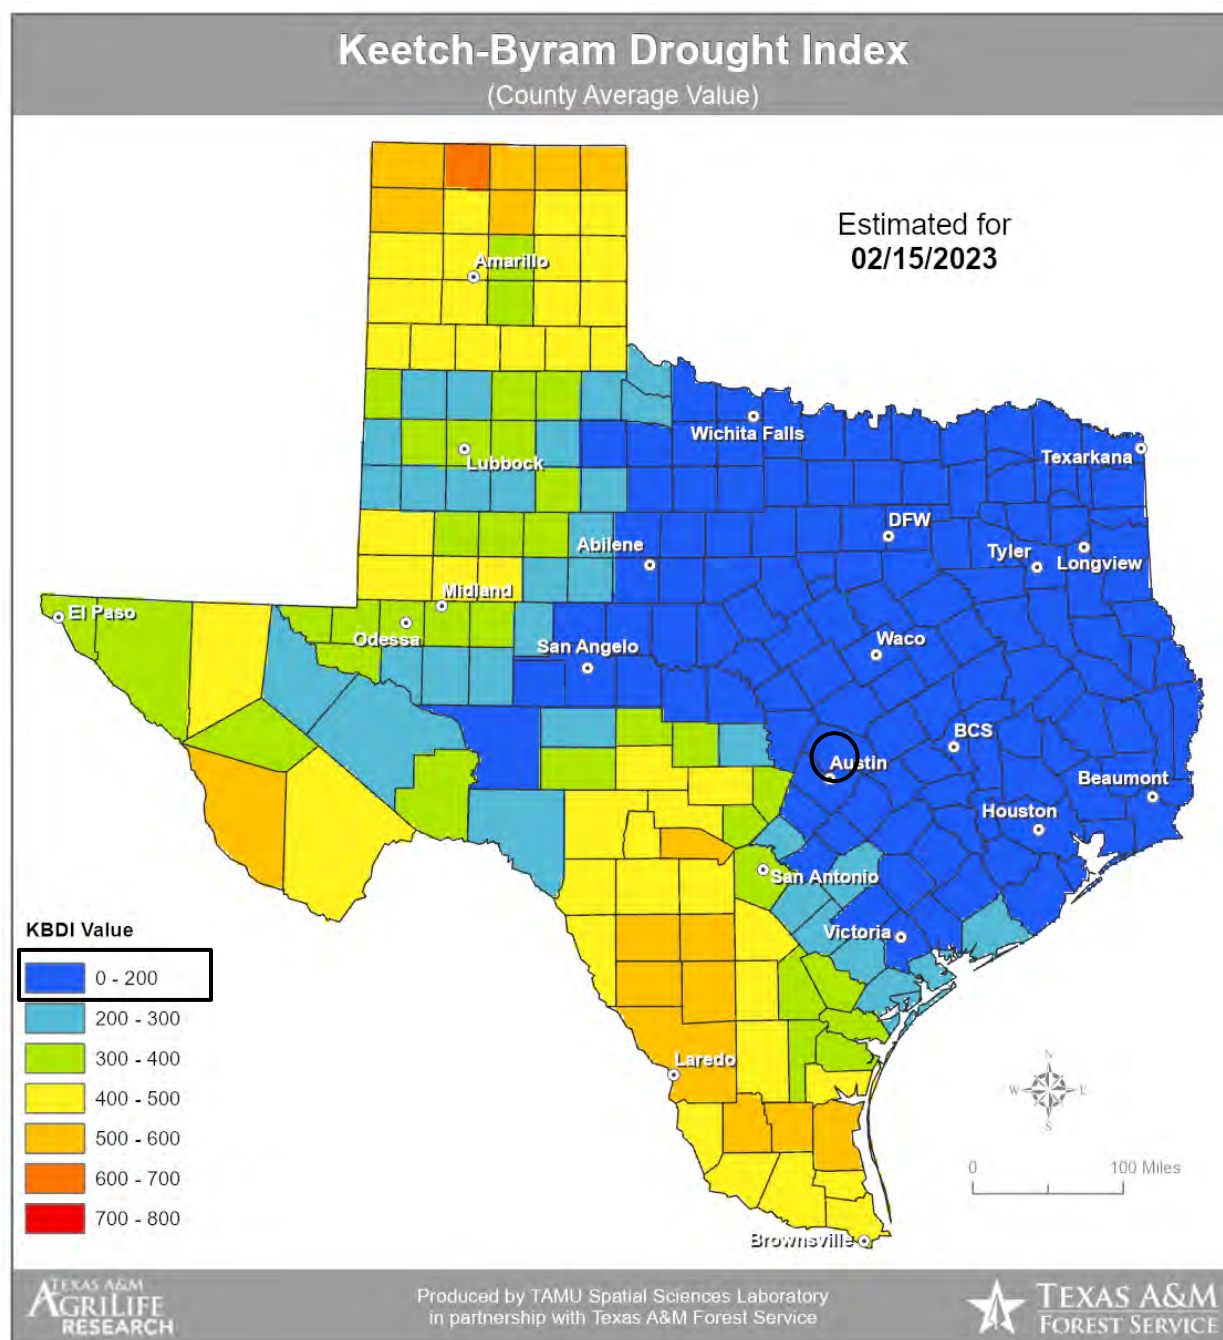 Keetch-Byram Drought Index
(County Average Value)
Estimated for
02/15/2023
Amarillo
Wichita Falls
Lubbock
Texarkana
DFW
Abilene
Tyler
Longview
Midland
El Paso
Odessa
San Angelo
Waco
BCS
Austin
Beaumont
Houston
San Antonio
Victoria
Laredo
Brownsville
KBDI Value
0 - 200
200 - 300
300 - 400
400 - 500
500 - 600
600 - 700
700 - 800
N
W E
S
0 100 Miles
TEXAS A&M
AGRILIFE
RESEARCH
Produced by TAMU Spatial Sciences Laboratory
in partnership with Texas A&M Forest Service
TEXAS A&M
FOREST SERVICE